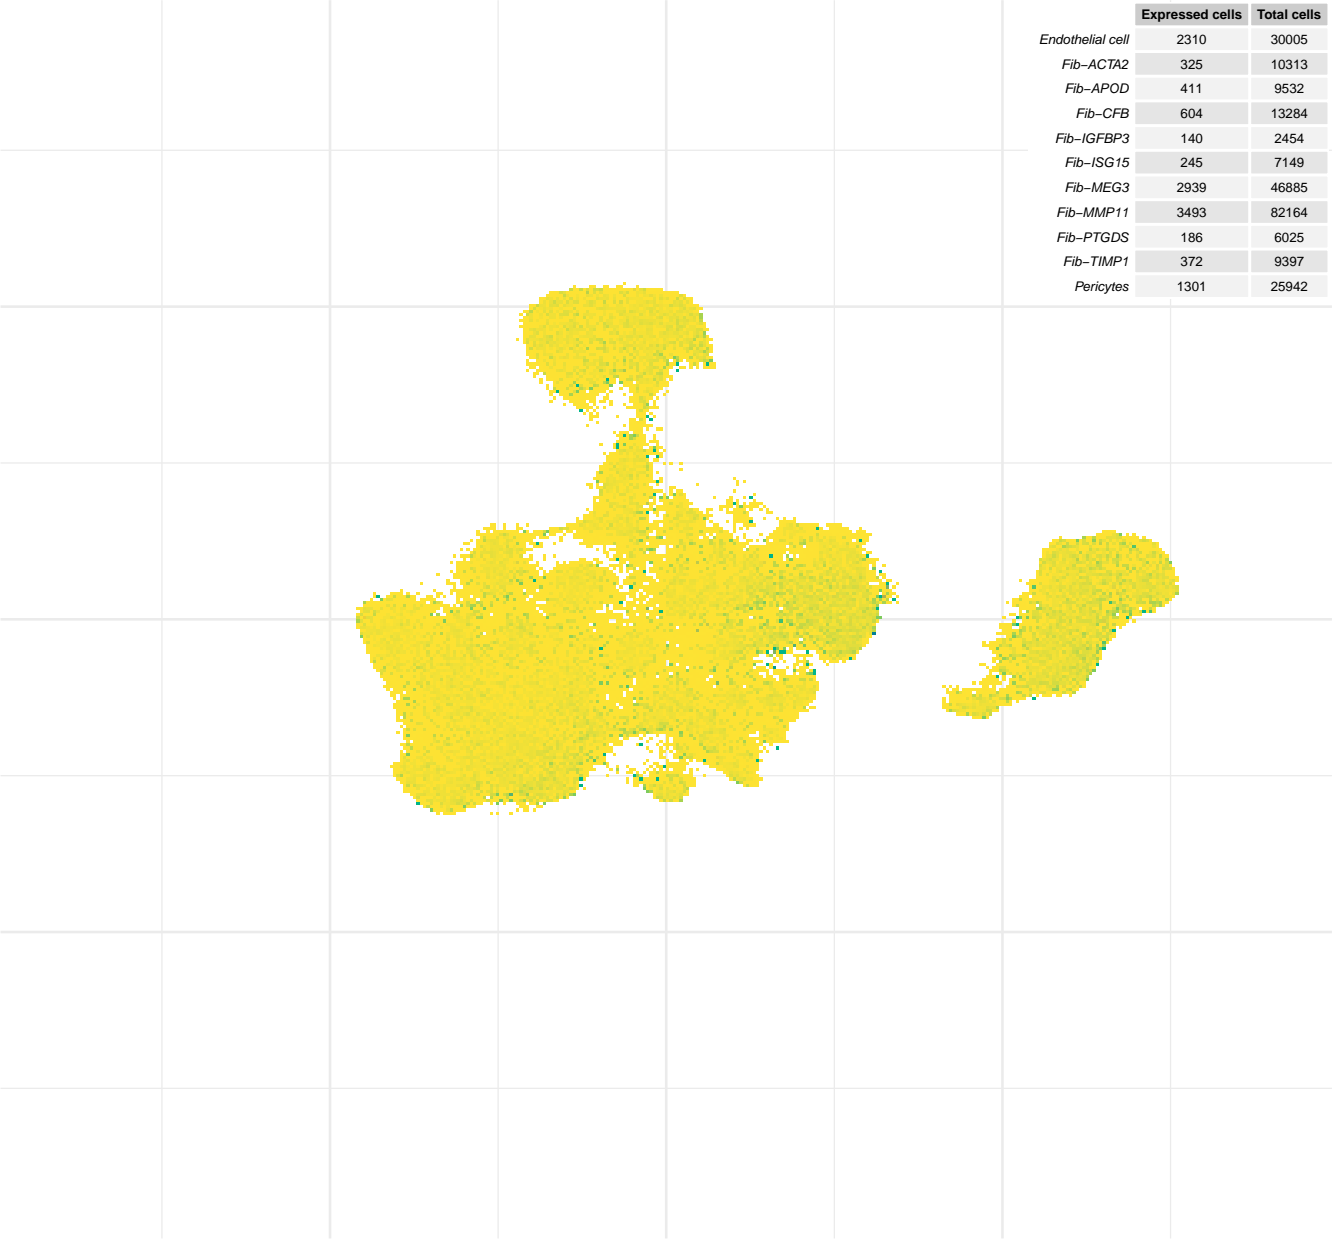 Expressed cells Total cells
Endothelial cell 2310 30005
Fib−ACTA2 325 10313
Fib−APOD 411 9532
Fib−CFB 604 13284
Fib−IGFBP3 140 2454
Fib−ISG15 245 7149
Fib−MEG3 2939 46885
Fib−MMP11 3493 82164
Fib−PTGDS 186 6025
Fib−TIMP1 372 9397
Pericytes 1301 25942